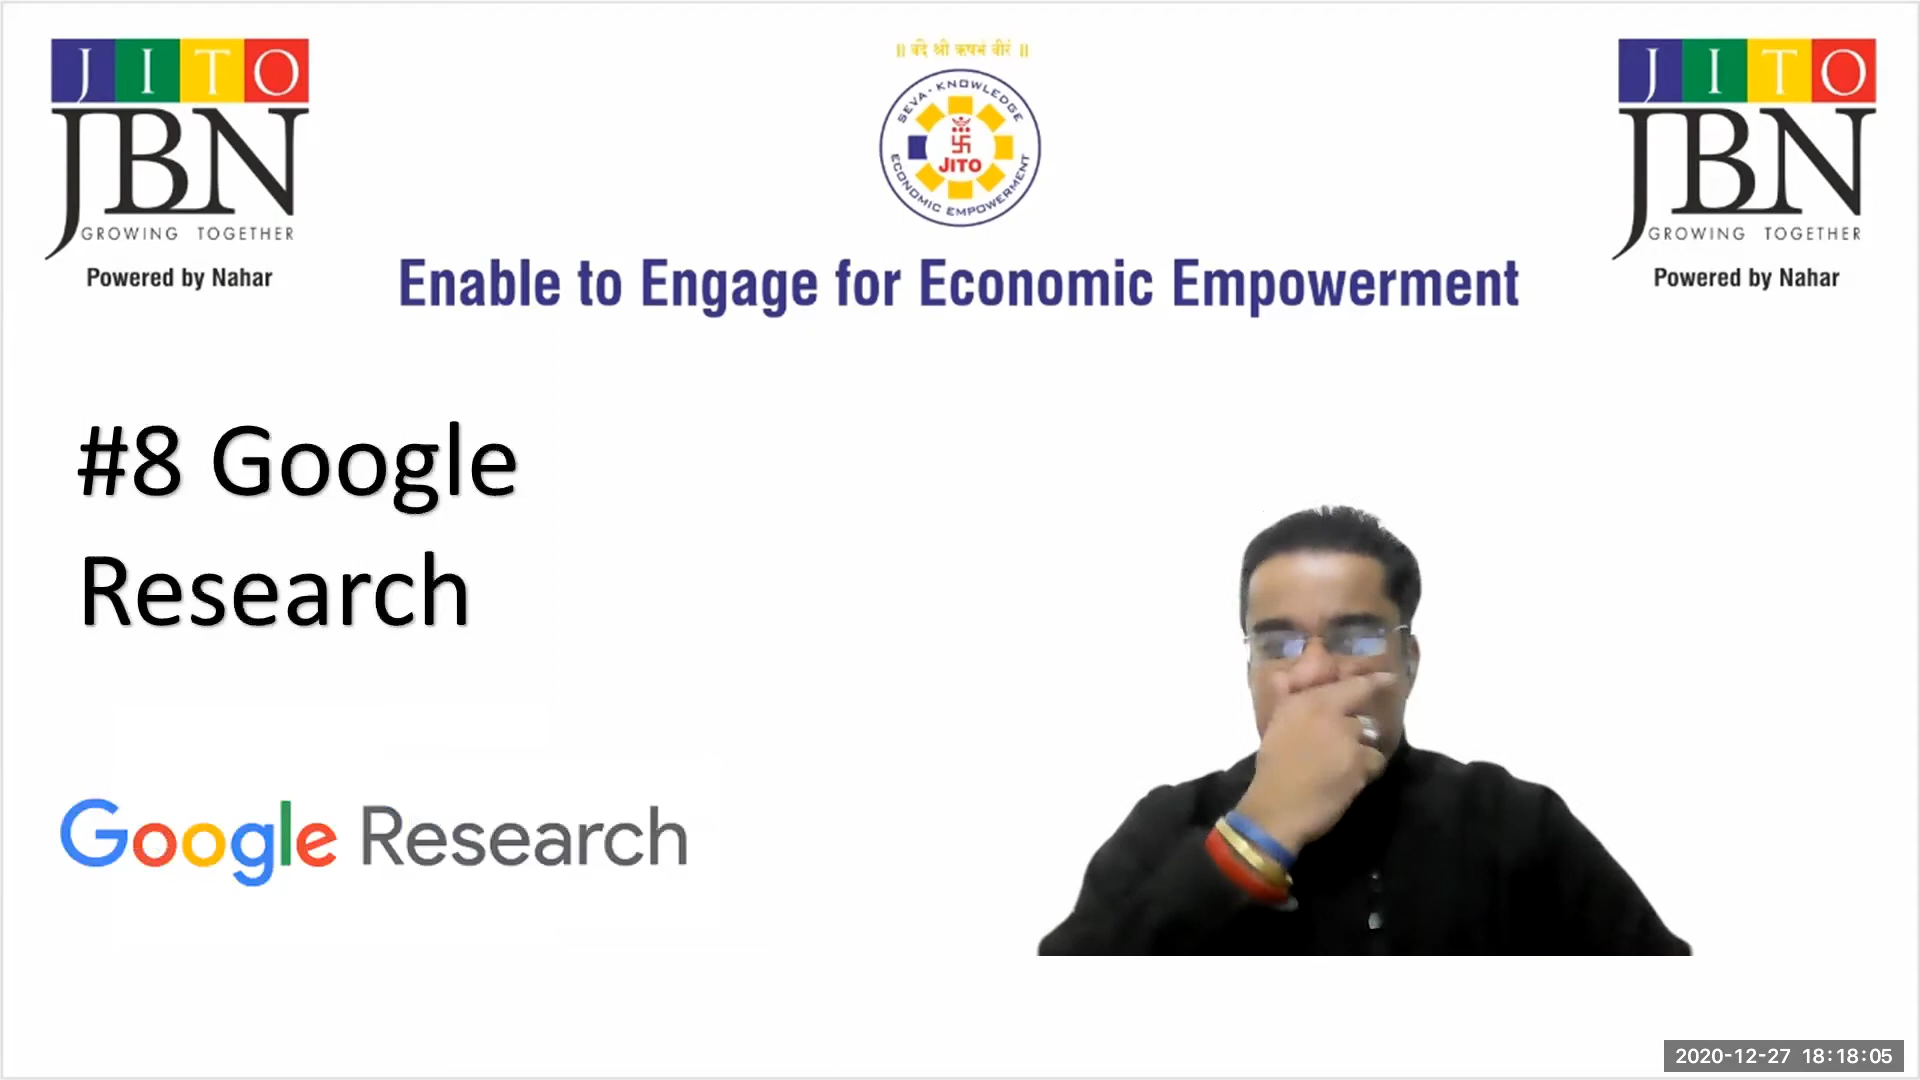 JITO
JBN
GROWING TOGETHER
Powered by Nahar
|| वंदे श्री ऋषभं वीरं ||
SEVA - KNOWLEDGE
ECONOMIC EMPOWERMENT
JITO
JITO
JBN
GROWING TOGETHER
Powered by Nahar
Enable to Engage for Economic Empowerment
#8 Google
Research
Google Research
2020-12-27 18:18:05